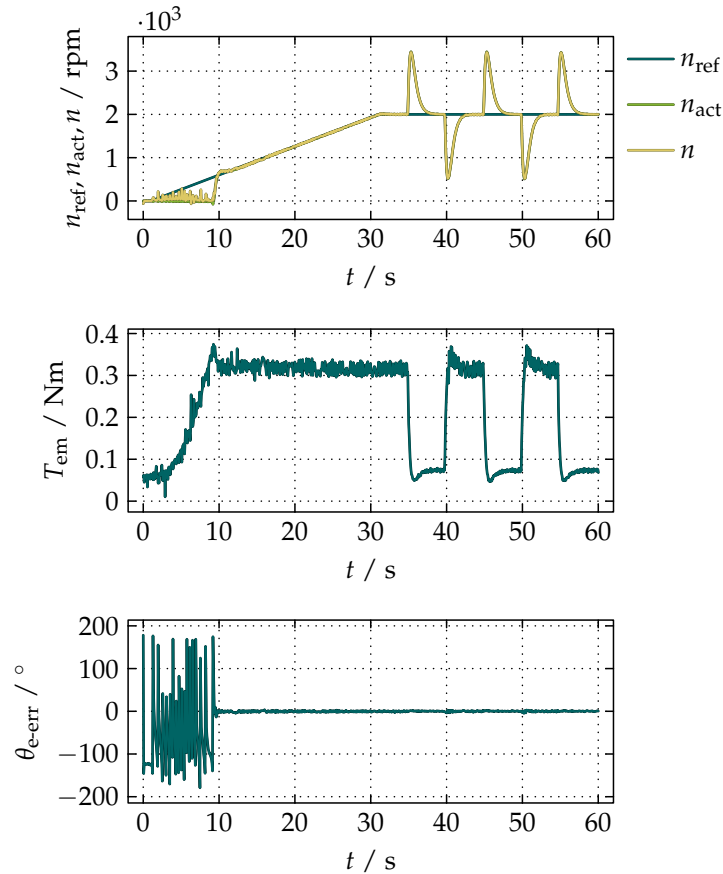 ·10³
3
2
1
0
n_ref, n_act, n / rpm
0 10 20 30 40 50 60
t / s
n_ref
n_act
n
0.4
0.3
0.2
0.1
0
T_em / Nm
0 10 20 30 40 50 60
t / s
200
100
0
−100
−200
θ_e-err / °
0 10 20 30 40 50 60
t / s